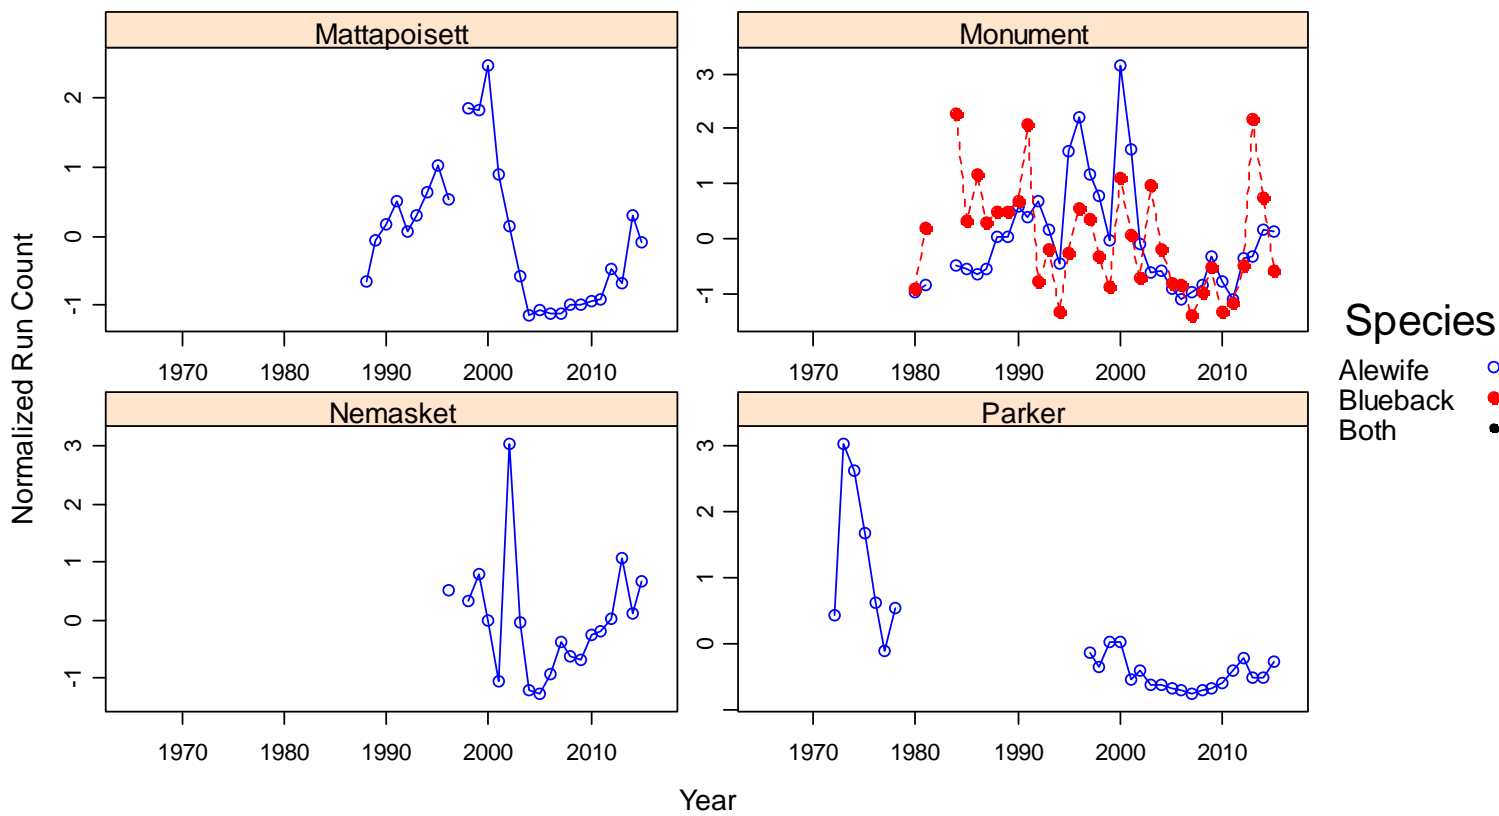 Mattapoisett
Monument
2
1
0
-1
3
2
1
0
-1
1970 1980 1990 2000 2010
1970 1980 1990 2000 2010
Nemasket
Parker
3
2
1
0
-1
3
2
1
0
1970 1980 1990 2000 2010
1970 1980 1990 2000 2010
Normalized Run Count
Year
Species
Alewife
Blueback
Both